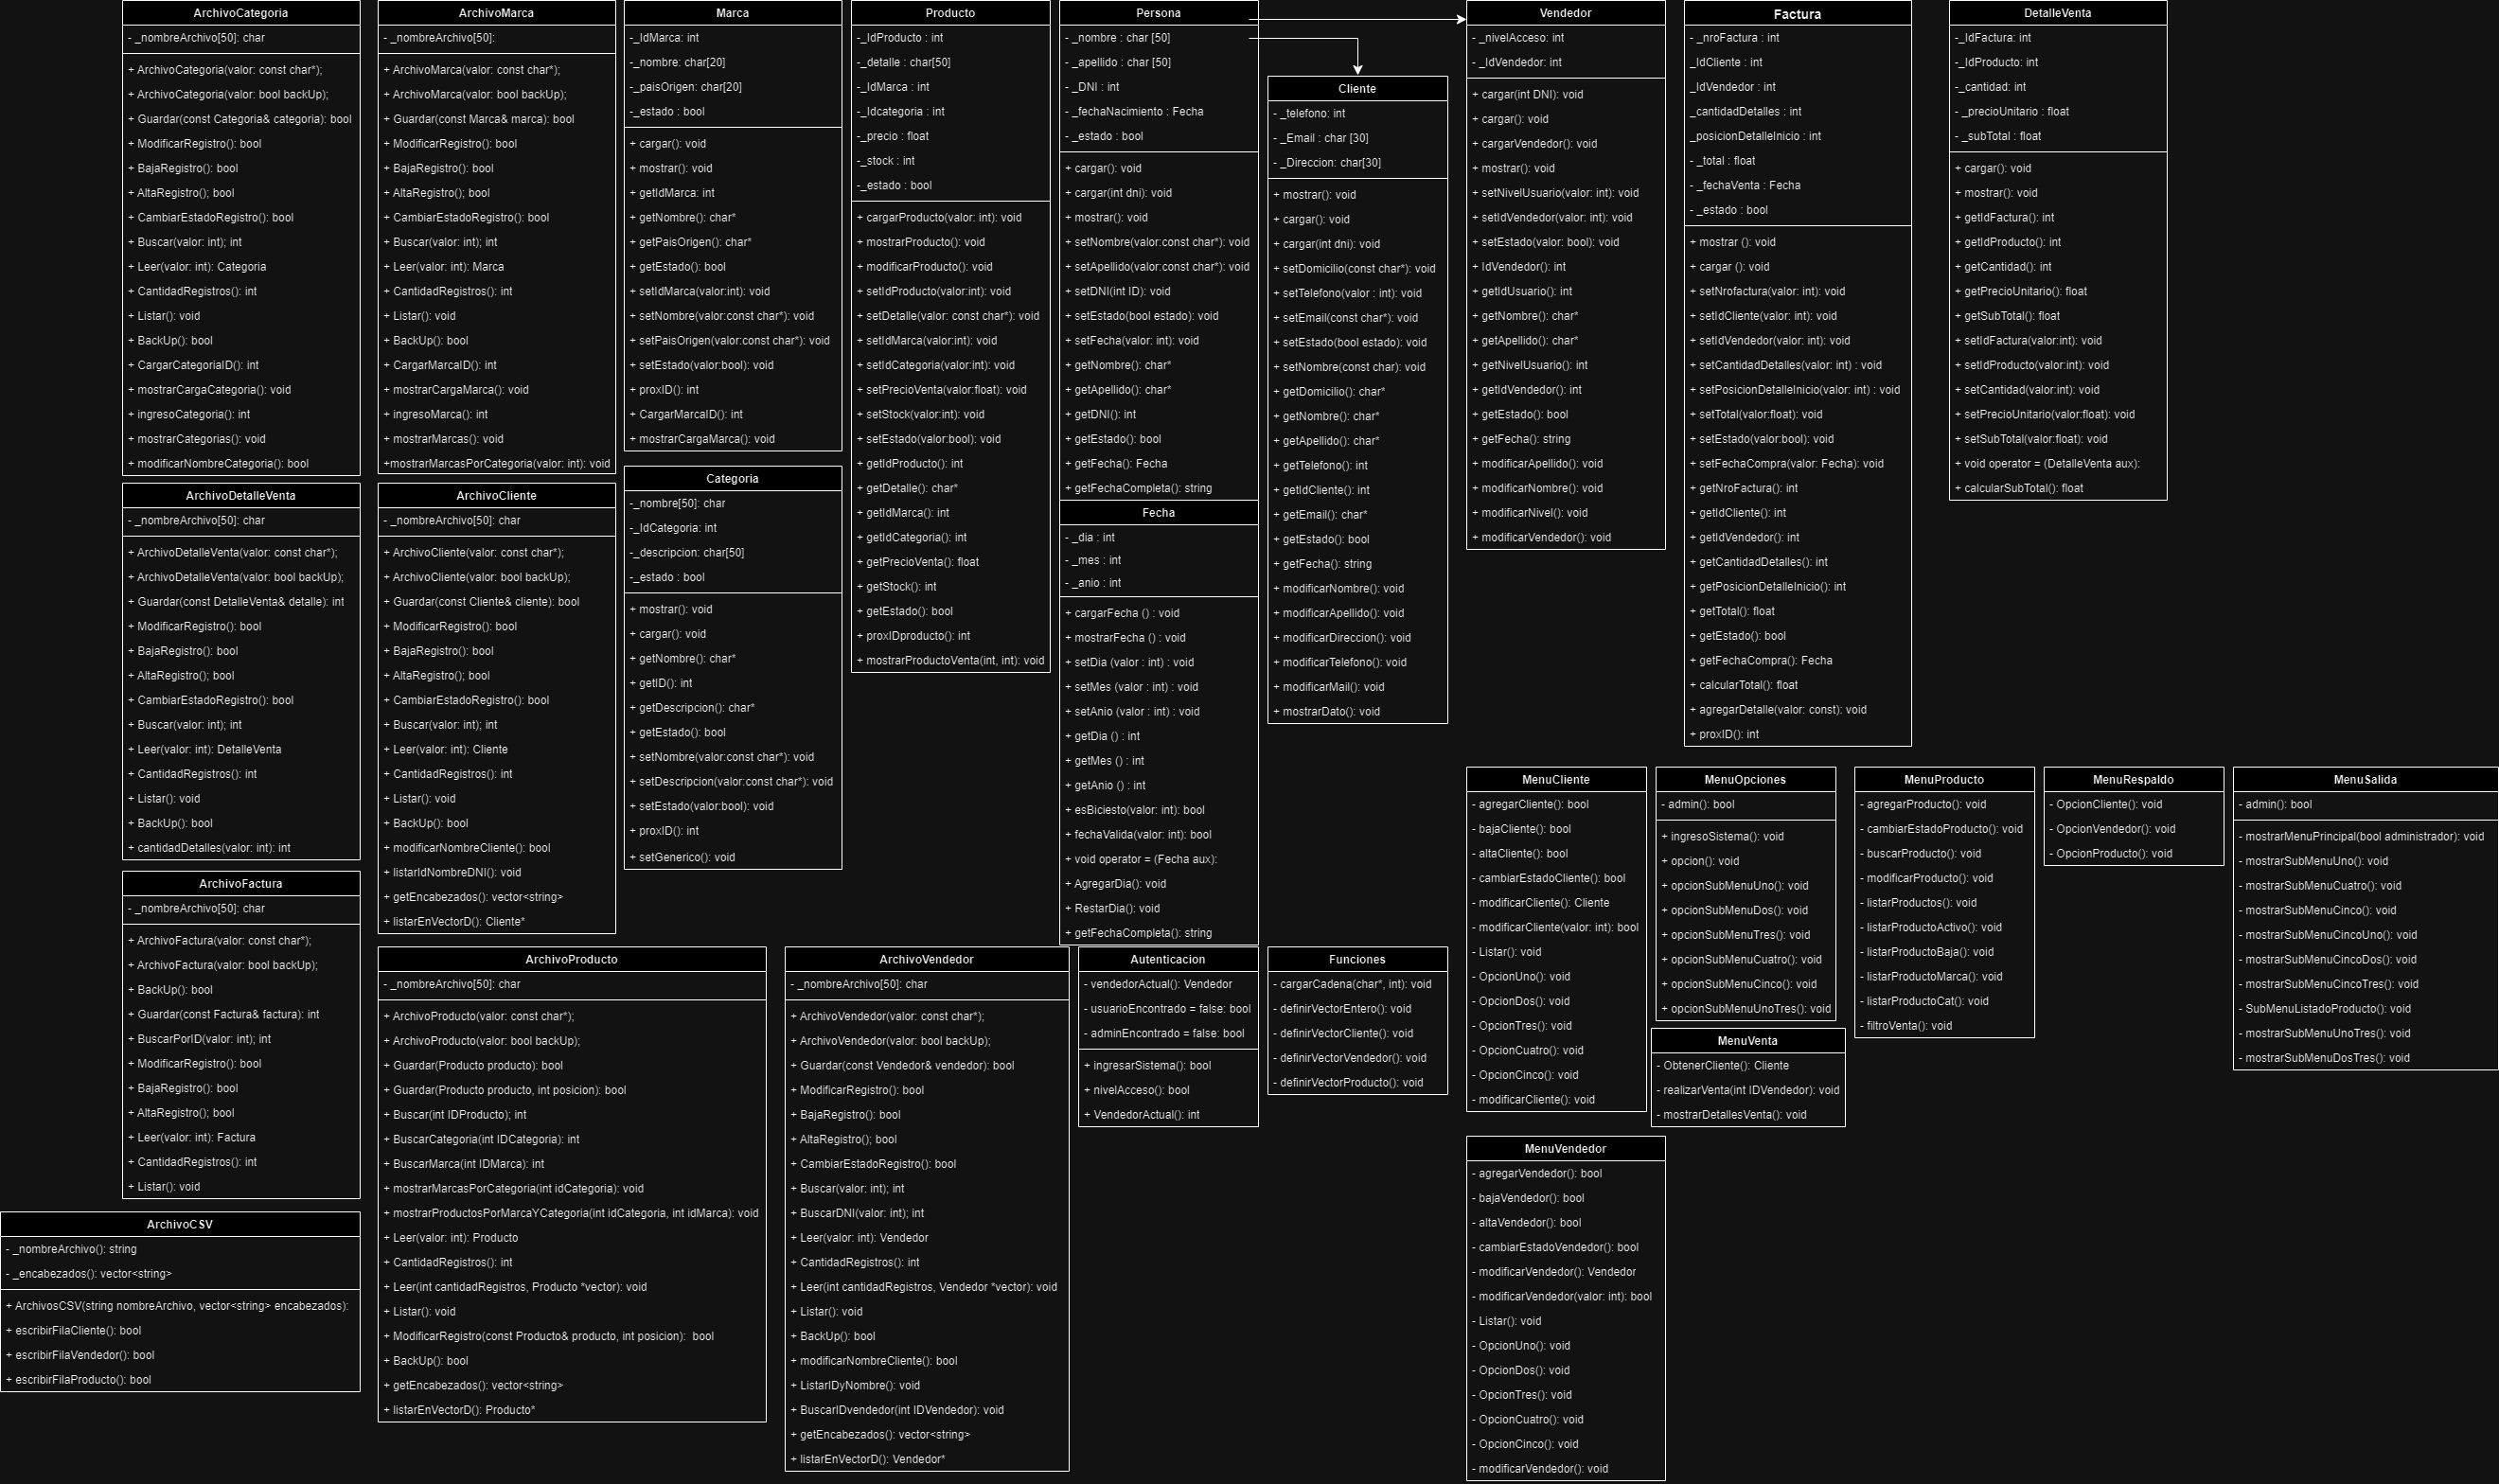 ArchivoCategoria
- _nombreArchivo[50]: char
+ ArchivoCategoria(valor: const char*);
+ ArchivoCategoria(valor: bool backUp);
+ Guardar(const Categoria& categoria): bool
+ ModificarRegistro(): bool
+ BajaRegistro(): bool
+ AltaRegistro(); bool
+ CambiarEstadoRegistro(): bool
+ Buscar(valor: int); int
+ Leer(valor: int): Categoria
+ CantidadRegistros(): int
+ Listar(): void
+ BackUp(): bool
+ CargarCategoriaID(): int
+ mostrarCargaCategoria(): void
+ ingresoCategoria(): int
+ mostrarCategorias(): void
+ modificarNombreCategoria(): bool
ArchivoMarca
- _nombreArchivo[50]:
+ ArchivoMarca(valor: const char*);
+ ArchivoMarca(valor: bool backUp);
+ Guardar(const Marca& marca): bool
+ ModificarRegistro(): bool
+ BajaRegistro(): bool
+ AltaRegistro(); bool
+ CambiarEstadoRegistro(): bool
+ Buscar(valor: int); int
+ Leer(valor: int): Marca
+ CantidadRegistros(): int
+ Listar(): void
+ BackUp(): bool
+ CargarMarcaID(): int
+ mostrarCargaMarca(): void
+ ingresoMarca(): int
+ mostrarMarcas(): void
+mostrarMarcasPorCategoria(valor: int): void
Marca
-_IdMarca: int
-_nombre: char[20]
-_paisOrigen: char[20]
-_estado : bool
+ cargar(): void
+ mostrar(): void
+ getIdMarca: int
+ getNombre(): char*
+ getPaisOrigen(): char*
+ getEstado(): bool
+ setIdMarca(valor:int): void
+ setNombre(valor:const char*): void
+ setPaisOrigen(valor:const char*): void
+ setEstado(valor:bool): void
+ proxID(): int
+ CargarMarcaID(): int
+ mostrarCargaMarca(): void
Producto
-_IdProducto : int
-_detalle : char[50]
-_IdMarca : int
-_Idcategoria : int
-_precio : float
-_stock : int
-_estado : bool
+ cargarProducto(valor: int): void
+ mostrarProducto(): void
+ modificarProducto(): void
+ setIdProducto(valor:int): void
+ setDetalle(valor: const char*): void
+ setIdMarca(valor:int): void
+ setIdCategoria(valor:int): void
+ setPrecioVenta(valor:float): void
+ setStock(valor:int): void
+ setEstado(valor:bool): void
+ getIdProducto(): int
+ getDetalle(): char*
+ getIdMarca(): int
+ getIdCategoria(): int
+ getPrecioVenta(): float
+ getStock(): int
+ getEstado(): bool
+ proxIDproducto(): int
+ mostrarProductoVenta(int, int): void
Persona
- _nombre : char [50]
- _apellido : char [50]
- _DNI : int
- _fechaNacimiento : Fecha
- _estado : bool
+ cargar(): void
+ cargar(int dni): void
+ mostrar(): void
+ setNombre(valor:const char*): void
+ setApellido(valor:const char*): void
+ setDNI(int ID): void
+ setEstado(bool estado): void
+ setFecha(valor: int): void
+ getNombre(): char*
+ getApellido(): char*
+ getDNI(): int
+ getEstado(): bool
+ getFecha(): Fecha
+ getFechaCompleta(): string
Cliente
- _telefono: int
- _Email : char [30]
- _Direccion: char[30]
+ mostrar(): void
+ cargar(): void
+ cargar(int dni): void
+ setDomicilio(const char*): void
+ setTelefono(valor : int): void
+ setEmail(const char*): void
+ setEstado(bool estado): void
+ setNombre(const char): void
+ getDomicilio(): char*
+ getNombre(): char*
+ getApellido(): char*
+ getTelefono(): int
+ getIdCliente(): int
+ getEmail(): char*
+ getEstado(): bool
+ getFecha(): string
+ modificarNombre(): void
+ modificarApellido(): void
+ modificarDireccion(): void
+ modificarTelefono(): void
+ modificarMail(): void
+ mostrarDato(): void
Vendedor
- _nivelAcceso: int
- _IdVendedor: int
+ cargar(int DNI): void
+ cargar(): void
+ cargarVendedor(): void
+ mostrar(): void
+ setNivelUsuario(valor: int): void
+ setIdVendedor(valor: int): void
+ setEstado(valor: bool): void
+ IdVendedor(): int
+ getIdUsuario(): int
+ getNombre(): char*
+ getApellido(): char*
+ getNivelUsuario(): int
+ getIdVendedor(): int
+ getEstado(): bool
+ getFecha(): string
+ modificarApellido(): void
+ modificarNombre(): void
+ modificarNivel(): void
+ modificarVendedor(): void
Factura
- _nroFactura : int
_IdCliente : int
_IdVendedor : int
_cantidadDetalles : int
_posicionDetalleInicio : int
- _total : float
- _fechaVenta : Fecha
- _estado : bool
+ mostrar (): void
+ cargar (): void
+ setNrofactura(valor: int): void
+ setIdCliente(valor: int): void
+ setIdVendedor(valor: int): void
+ setCantidadDetalles(valor: int) : void
+ setPosicionDetalleInicio(valor: int) : void
+ setTotal(valor:float): void
+ setEstado(valor:bool): void
+ setFechaCompra(valor: Fecha): void
+ getNroFactura(): int
+ getIdCliente(): int
+ getIdVendedor(): int
+ getCantidadDetalles(): int
+ getPosicionDetalleInicio(): int
+ getTotal(): float
+ getEstado(): bool
+ getFechaCompra(): Fecha
+ calcularTotal(): float
+ agregarDetalle(valor: const): void
+ proxID(): int
DetalleVenta
-_IdFactura: int
-_IdProducto: int
-_cantidad: int
- _precioUnitario : float
- _subTotal : float
+ cargar(): void
+ mostrar(): void
+ getIdFactura(): int
+ getIdProducto(): int
+ getCantidad(): int
+ getPrecioUnitario(): float
+ getSubTotal(): float
+ setIdFactura(valor:int): void
+ setIdProducto(valor:int): void
+ setCantidad(valor:int): void
+ setPrecioUnitario(valor:float): void
+ setSubTotal(valor:float): void
+ void operator = (DetalleVenta aux):
+ calcularSubTotal(): float
ArchivoDetalleVenta
- _nombreArchivo[50]: char
+ ArchivoDetalleVenta(valor: const char*);
+ ArchivoDetalleVenta(valor: bool backUp);
+ Guardar(const DetalleVenta& detalle): int
+ ModificarRegistro(): bool
+ BajaRegistro(): bool
+ AltaRegistro(); bool
+ CambiarEstadoRegistro(): bool
+ Buscar(valor: int); int
+ Leer(valor: int): DetalleVenta
+ CantidadRegistros(): int
+ Listar(): void
+ BackUp(): bool
+ cantidadDetalles(valor: int): int
ArchivoCliente
- _nombreArchivo[50]: char
+ ArchivoCliente(valor: const char*);
+ ArchivoCliente(valor: bool backUp);
+ Guardar(const Cliente& cliente): bool
+ ModificarRegistro(): bool
+ BajaRegistro(): bool
+ AltaRegistro(); bool
+ CambiarEstadoRegistro(): bool
+ Buscar(valor: int); int
+ Leer(valor: int): Cliente
+ CantidadRegistros(): int
+ Listar(): void
+ BackUp(): bool
+ modificarNombreCliente(): bool
+ listarIdNombreDNI(): void
+ getEncabezados(): vector<string>
+ listarEnVectorD(): Cliente*
Categoria
-_nombre[50]: char
-_IdCategoria: int
-_descripcion: char[50]
-_estado : bool
+ mostrar(): void
+ cargar(): void
+ getNombre(): char*
+ getID(): int
+ getDescripcion(): char*
+ getEstado(): bool
+ setNombre(valor:const char*): void
+ setDescripcion(valor:const char*): void
+ setEstado(valor:bool): void
+ proxID(): int
+ setGenerico(): void
Fecha
- _dia : int
- _mes : int
- _anio : int
+ cargarFecha () : void
+ mostrarFecha () : void
+ setDia (valor : int) : void
+ setMes (valor : int) : void
+ setAnio (valor : int) : void
+ getDia () : int
+ getMes () : int
+ getAnio () : int
+ esBiciesto(valor: int): bool
+ fechaValida(valor: int): bool
+ void operator = (Fecha aux):
+ AgregarDia(): void
+ RestarDia(): void
+ getFechaCompleta(): string
MenuCliente
- agregarCliente(): bool
- bajaCliente(): bool
- altaCliente(): bool
- cambiarEstadoCliente(): bool
- modificarCliente(): Cliente
- modificarCliente(valor: int): bool
- Listar(): void
- OpcionUno(): void
- OpcionDos(): void
- OpcionTres(): void
- OpcionCuatro(): void
- OpcionCinco(): void
- modificarCliente(): void
MenuOpciones
- admin(): bool
+ ingresoSistema(): void
+ opcion(): void
+ opcionSubMenuUno(): void
+ opcionSubMenuDos(): void
+ opcionSubMenuTres(): void
+ opcionSubMenuCuatro(): void
+ opcionSubMenuCinco(): void
+ opcionSubMenuUnoTres(): void
MenuProducto
- agregarProducto(): void
- cambiarEstadoProducto(): void
- buscarProducto(): void
- modificarProducto(): void
- listarProductos(): void
- listarProductoActivo(): void
- listarProductoBaja(): void
- listarProductoMarca(): void
- listarProductoCat(): void
- filtroVenta(): void
MenuRespaldo
- OpcionCliente(): void
- OpcionVendedor(): void
- OpcionProducto(): void
MenuSalida
- admin(): bool
- mostrarMenuPrincipal(bool administrador): void
- mostrarSubMenuUno(): void
- mostrarSubMenuCuatro(): void
- mostrarSubMenuCinco(): void
- mostrarSubMenuCincoUno(): void
- mostrarSubMenuCincoDos(): void
- mostrarSubMenuCincoTres(): void
- SubMenuListadoProducto(): void
- mostrarSubMenuUnoTres(): void
- mostrarSubMenuDosTres(): void
ArchivoFactura
- _nombreArchivo[50]: char
+ ArchivoFactura(valor: const char*);
+ ArchivoFactura(valor: bool backUp);
+ BackUp(): bool
+ Guardar(const Factura& factura): int
+ BuscarPorID(valor: int); int
+ ModificarRegistro(): bool
+ BajaRegistro(): bool
+ AltaRegistro(); bool
+ Leer(valor: int): Factura
+ CantidadRegistros(): int
+ Listar(): void
ArchivoProducto
- _nombreArchivo[50]: char
+ ArchivoProducto(valor: const char*);
+ ArchivoProducto(valor: bool backUp);
+ Guardar(Producto producto): bool
+ Guardar(Producto producto, int posicion): bool
+ Buscar(int IDProducto); int
+ BuscarCategoria(int IDCategoria): int
+ BuscarMarca(int IDMarca): int
+ mostrarMarcasPorCategoria(int idCategoria): void
+ mostrarProductosPorMarcaYCategoria(int idCategoria, int idMarca): void
+ Leer(valor: int): Producto
+ CantidadRegistros(): int
+ Leer(int cantidadRegistros, Producto *vector): void
+ Listar(): void
+ ModificarRegistro(const Producto& producto, int posicion): bool
+ BackUp(): bool
+ getEncabezados(): vector<string>
+ listarEnVectorD(): Producto*
ArchivoVendedor
- _nombreArchivo[50]: char
+ ArchivoVendedor(valor: const char*);
+ ArchivoVendedor(valor: bool backUp);
+ Guardar(const Vendedor& vendedor): bool
+ ModificarRegistro(): bool
+ BajaRegistro(): bool
+ AltaRegistro(); bool
+ CambiarEstadoRegistro(): bool
+ Buscar(valor: int); int
+ BuscarDNI(valor: int); int
+ Leer(valor: int): Vendedor
+ CantidadRegistros(): int
+ Leer(int cantidadRegistros, Vendedor *vector): void
+ Listar(): void
+ BackUp(): bool
+ modificarNombreCliente(): bool
+ ListarIDyNombre(): void
+ BuscarIDvendedor(int IDVendedor): void
+ getEncabezados(): vector<string>
+ listarEnVectorD(): Vendedor*
Autenticacion
- vendedorActual(): Vendedor
- usuarioEncontrado = false: bool
- adminEncontrado = false: bool
+ ingresarSistema(): bool
+ nivelAcceso(): bool
+ VendedorActual(): int
Funciones
- cargarCadena(char*, int): void
- definirVectorEntero(): void
- definirVectorCliente(): void
- definirVectorVendedor(): void
- definirVectorProducto(): void
MenuVenta
- ObtenerCliente(): Cliente
- realizarVenta(int IDVendedor): void
- mostrarDetallesVenta(): void
MenuVendedor
- agregarVendedor(): bool
- bajaVendedor(): bool
- altaVendedor(): bool
- cambiarEstadoVendedor(): bool
- modificarVendedor(): Vendedor
- modificarVendedor(valor: int): bool
- Listar(): void
- OpcionUno(): void
- OpcionDos(): void
- OpcionTres(): void
- OpcionCuatro(): void
- OpcionCinco(): void
- modificarVendedor(): void
ArchivoCSV
- _nombreArchivo(): string
- _encabezados(): vector<string>
+ ArchivosCSV(string nombreArchivo, vector<string> encabezados):
+ escribirFilaCliente(): bool
+ escribirFilaVendedor(): bool
+ escribirFilaProducto(): bool